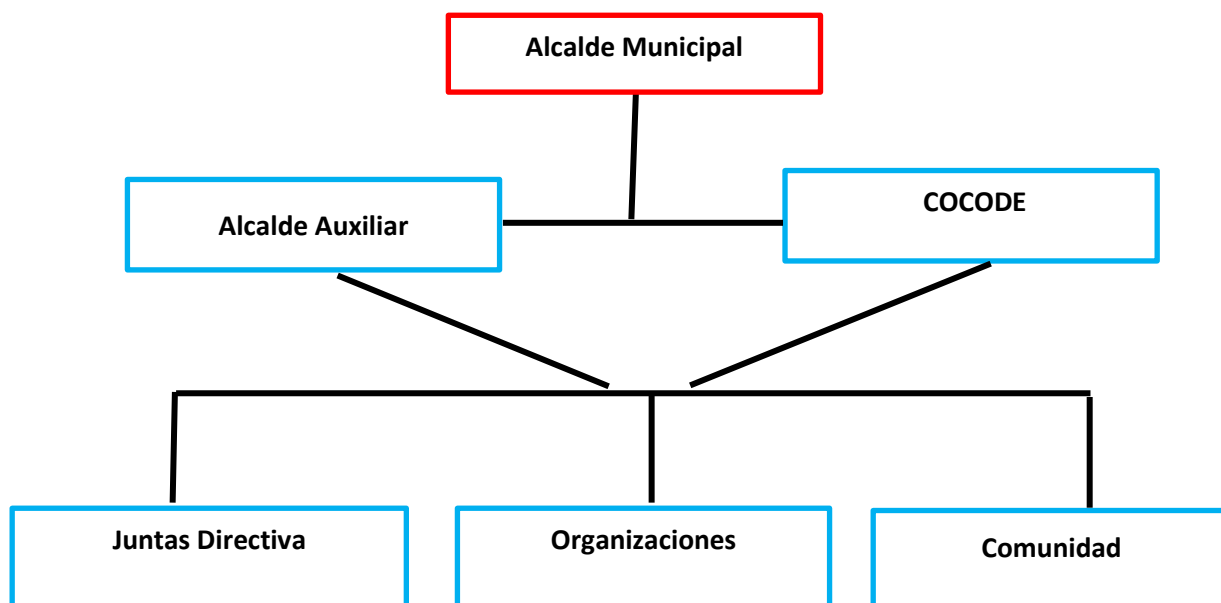 Alcalde Municipal
Alcalde Auxiliar
COCODE
Juntas Directiva
Organizaciones
Comunidad